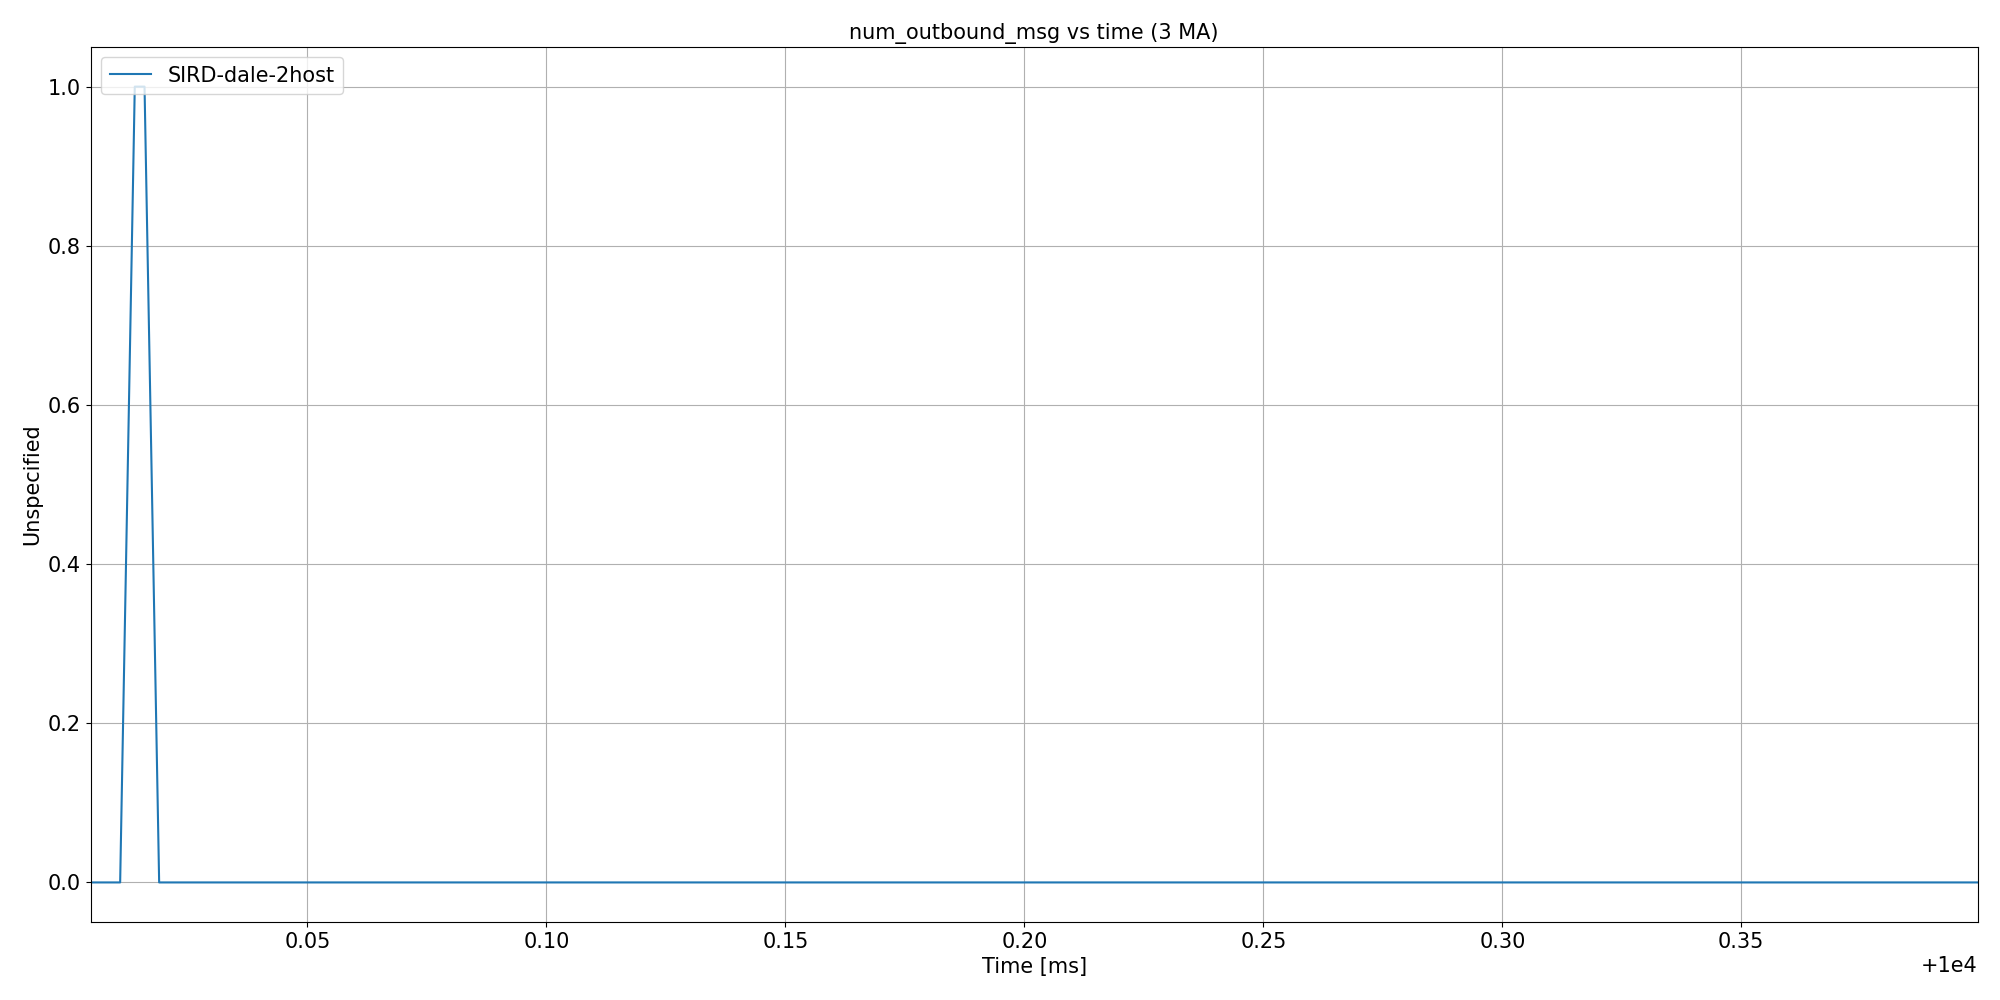 num_outbound_msg vs time (3 MA)
SIRD-dale-2host
1.0
0.8
0.6
0.4
0.2
0.0
Unspecified
0.05 0.10 0.15 0.20 0.25 0.30 0.35
Time [ms]
+1e4